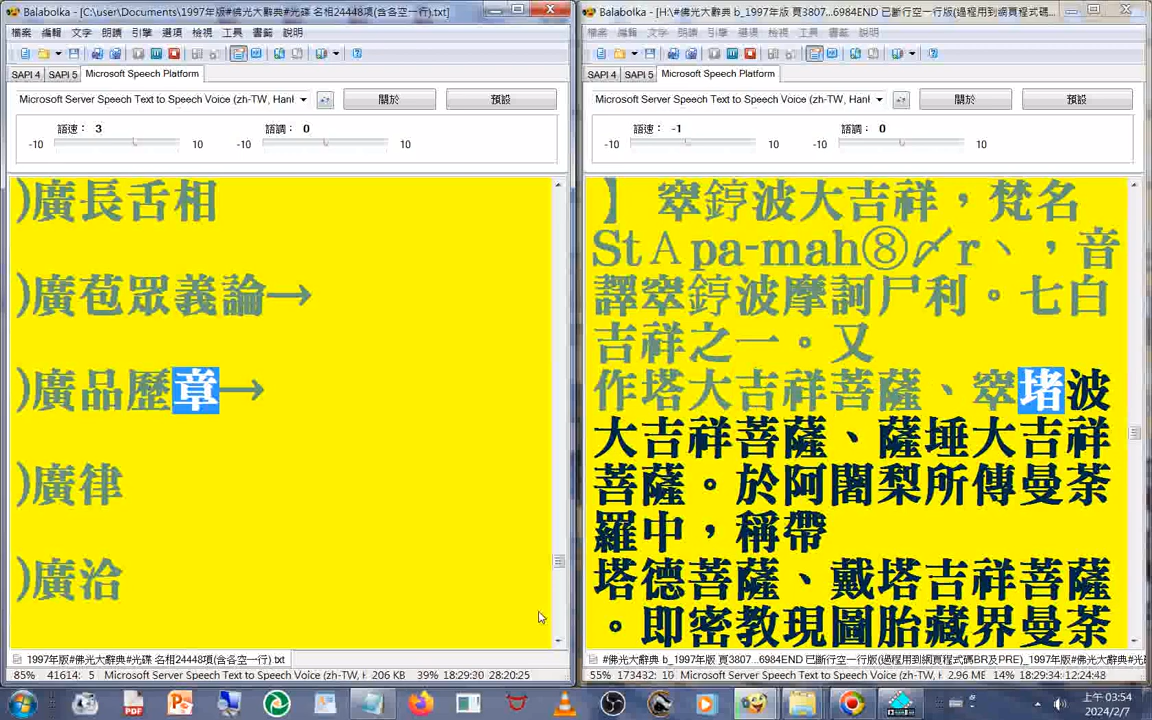 Balabolka - [C:\user\Documents\1997年版#佛光大辭典#光碟 名相24448項(含各空一行).txt]
檔案 編輯 文字 朗讀 引擎 選項 檢視 工具 書籤 說明
SAPI 4 SAPI 5 Microsoft Speech Platform
Microsoft Server Speech Text to Speech Voice (zh-TW, Hanl
關於
預設
語速： 3
語調： 0
-10 10 -10 10
)廣長舌相
)廣苞眾義論→
)廣品歷章→
)廣律
)廣洽
1997年版#佛光大辭典#光碟 名相24448項(含各空一行).txt
85% 41614: 5 Microsoft Server Speech Text to Speech Voice (zh-TW, H 206 KB 39% 18:29:30 28:20:25
Balabolka - [H:\#佛光大辭典 b_1997年版 頁3807...6984END 已斷行空一行版(過程用到網頁程式碼...
檔案 編輯 文字 朗讀 引擎 選項 檢視 工具 書籤 說明
SAPI 4 SAPI 5 Microsoft Speech Platform
Microsoft Server Speech Text to Speech Voice (zh-TW, Hanl
關於
預設
語速： -1
語調： 0
-10 10 -10 10
】 窣𨍏波大吉祥，梵名
StＡpa-mah⑧〆r、，音
譯窣𨍏波摩訶尸利。七白
吉祥之一。又
作塔大吉祥菩薩、窣堵波
大吉祥菩薩、薩埵大吉祥
菩薩。於阿闍梨所傳曼荼
羅中，稱帶
塔德菩薩、戴塔吉祥菩薩
。即密教現圖胎藏界曼荼
#佛光大辭典 b_1997年版 頁3807...6984END 已斷行空一行版(過程用到網頁程式碼BR及PRE)_1997年版#佛光大辭典#光
55% 173432: 10 Microsoft Server Speech Text to Speech Voice (zh-TW, H 2.96 MB 14% 18:29:34 -12:24:48
上午 03:54
2024/2/7